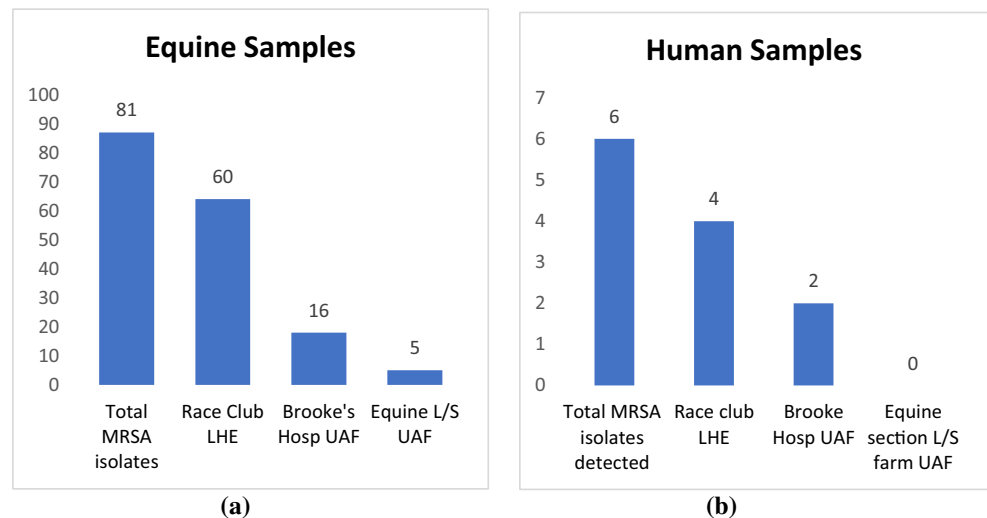 Equine Samples
100
90
80
70
60
50
40
30
20
10
0
81
60
16
5
Total
MRSA
isolates
Race Club
LHE
Brooke's
Hosp UAF
Equine L/S
UAF
(a)
Human Samples
7
6
5
4
3
2
1
0
6
4
2
0
Total MRSA
isolates
detected
Race club
LHE
Brooke
Hosp UAF
Equine
section L/S
farm UAF
(b)